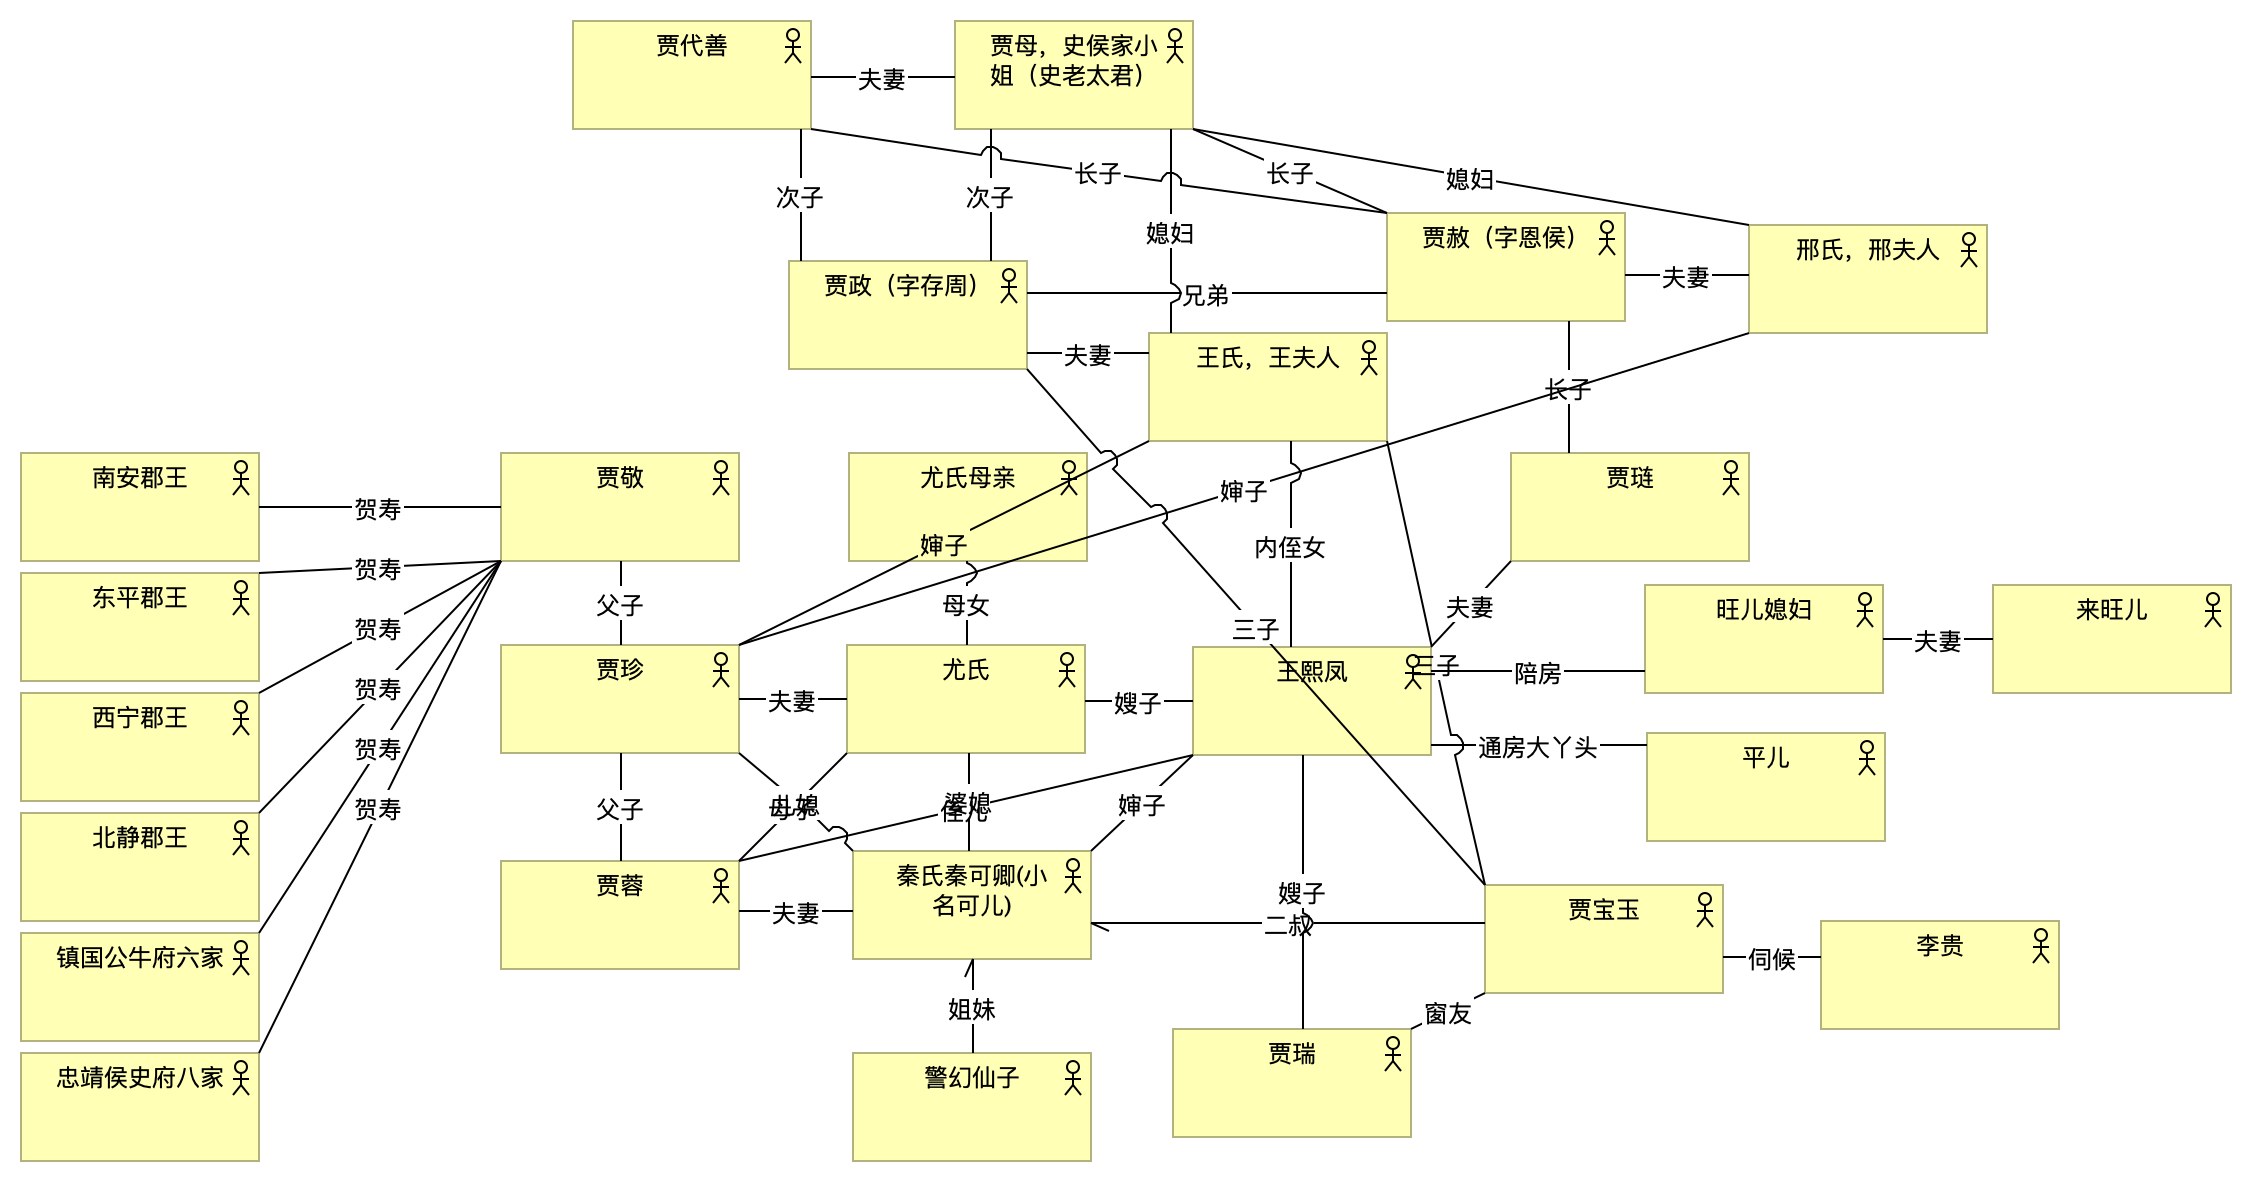 贾代善
夫妻
贾母，史侯家小
姐（史老太君）
长子
长子
媳妇
次子
次子
媳妇
贾赦（字恩侯）
夫妻
邢氏，邢夫人
贾政（字存周）
兄弟
夫妻
王氏，王夫人
长子
南安郡王
贺寿
贾敬
尤氏母亲
婶子
贾琏
婶子
内侄女
东平郡王
贺寿
父子
母女
夫妻
旺儿媳妇
夫妻
来旺儿
贺寿
三子
贾珍
夫妻
尤氏
嫂子
王熙凤
三子
陪房
西宁郡王
贺寿
贺寿
通房大丫头
平儿
父子
母子
儿媳
婆媳
侄儿
婶子
贺寿
北静郡王
贾蓉
夫妻
秦氏秦可卿(小
名可儿)
嫂子
二叔
贾宝玉
伺候
李贵
镇国公牛府六家
姐妹
窗友
忠靖侯史府八家
警幻仙子
贾瑞